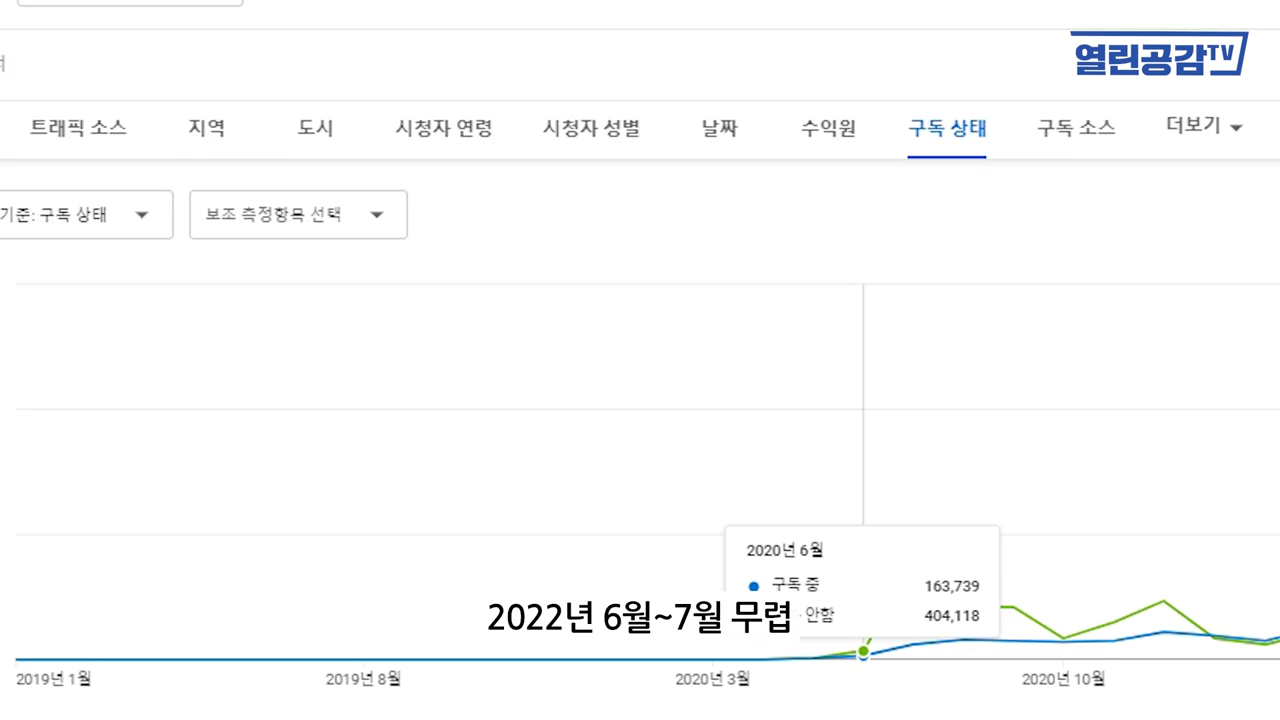 열린공감TV
트래픽 소스 지역 도시 시청자 연령 시청자 성별 날짜 수익원 구독 상태 구독 소스 더보기
기준: 구독 상태 보조 측정항목 선택
2020년 6월
구독 중 163,739
안함 404,118
2022년 6월~7월 무렵
2019년 1월 2019년 8월 2020년 3월 2020년 10월